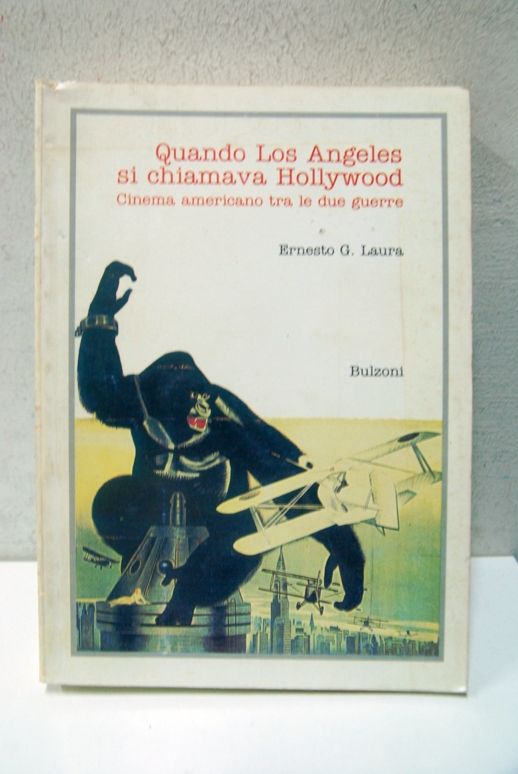 Quando Los Angeles
si chiamava Hollywood
Cinema americano tra le due guerre
Ernesto G. Laura
Bulzoni